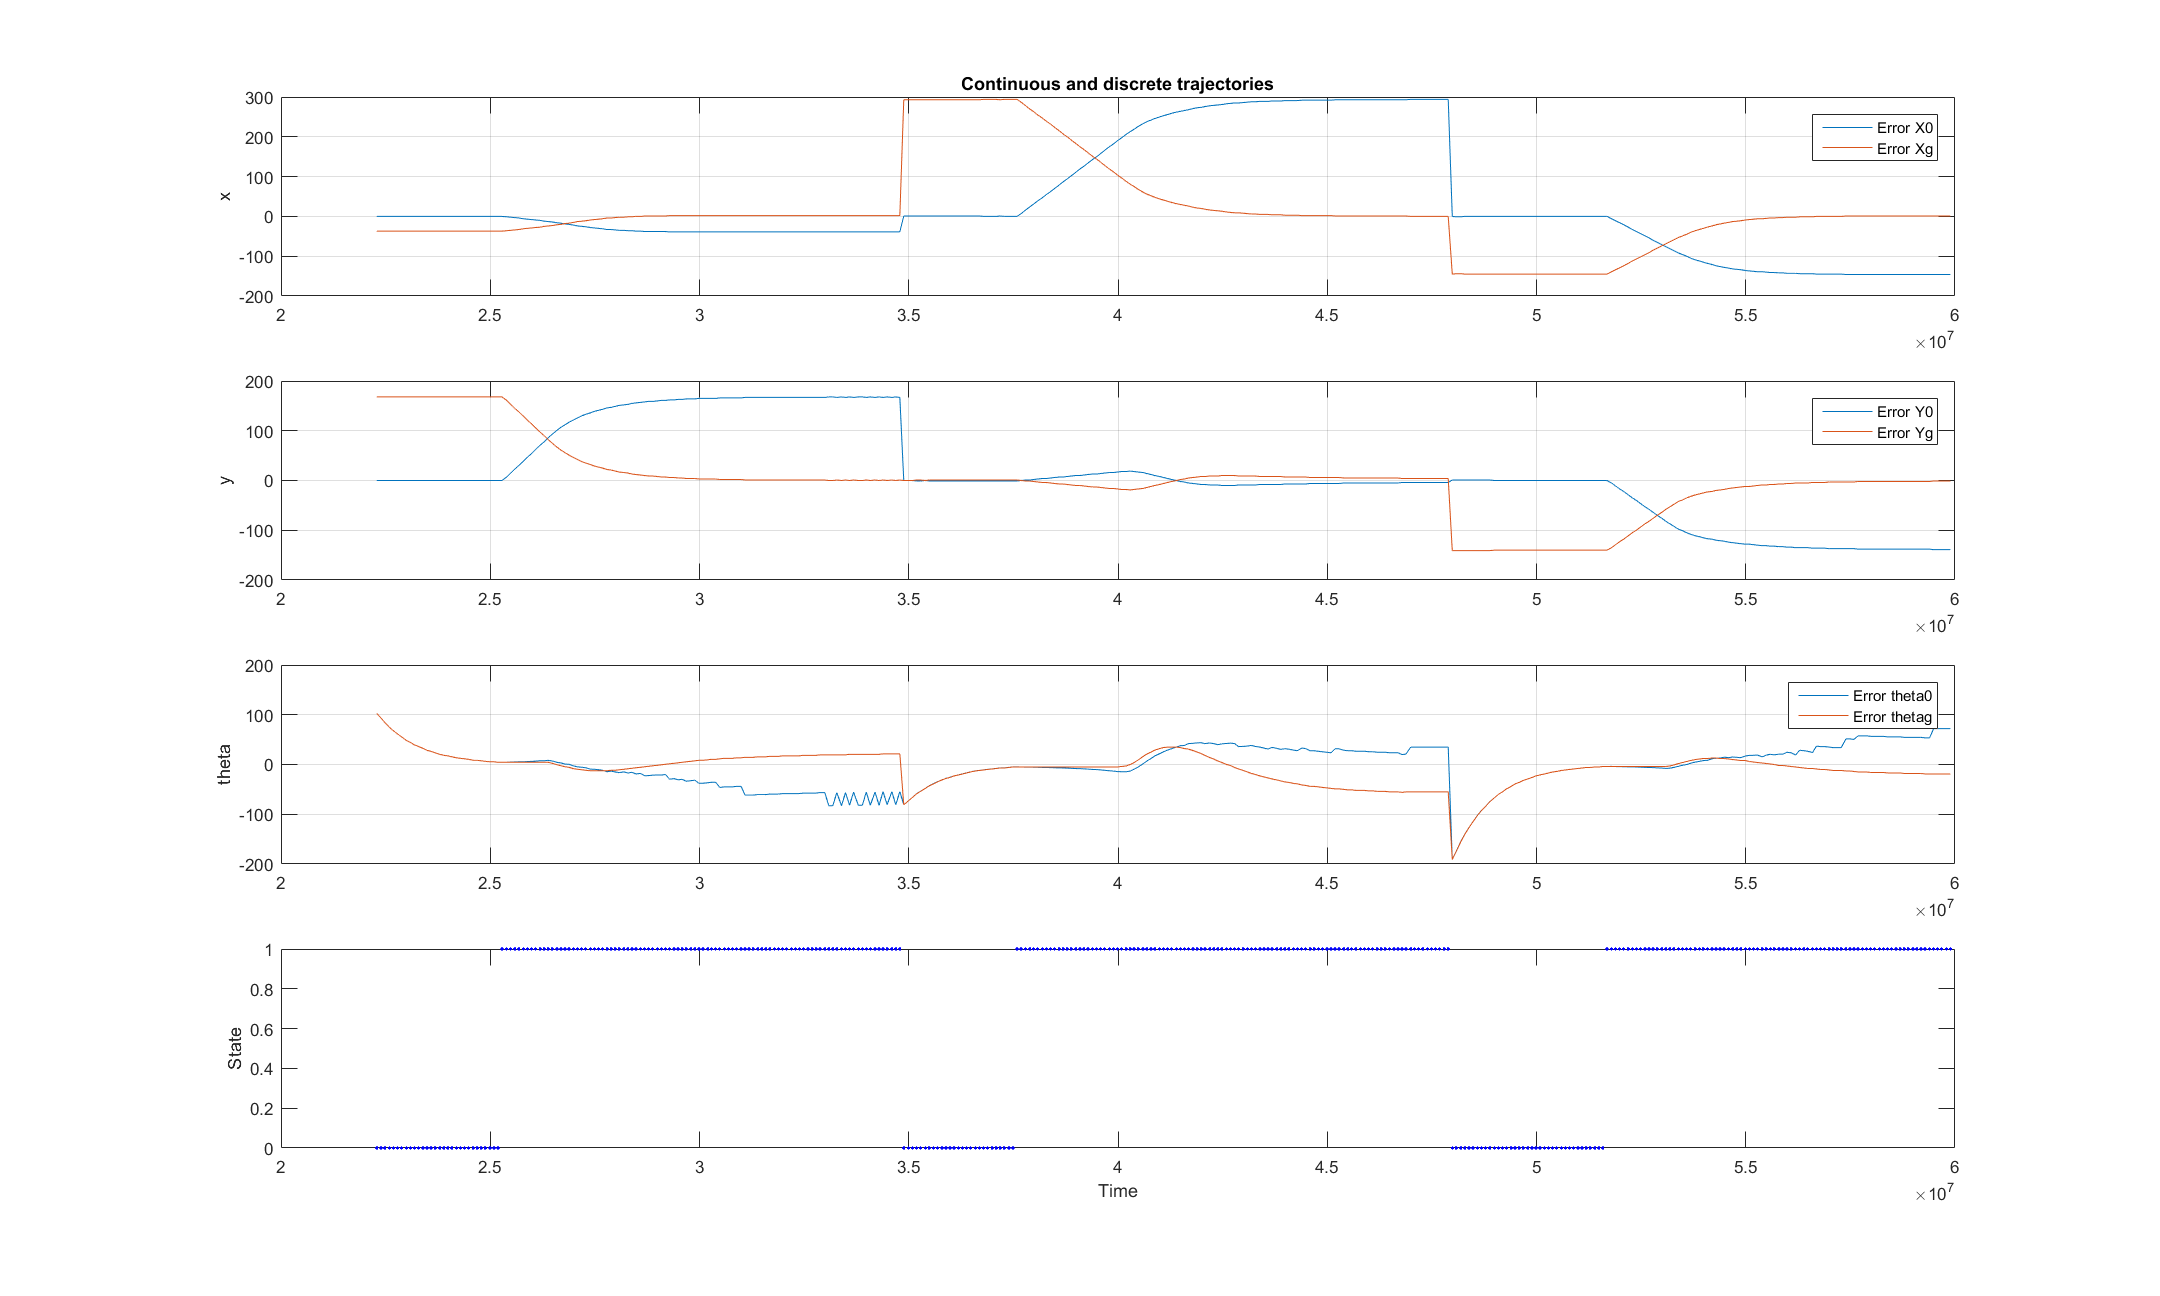 Continuous and discrete trajectories
300
200
100
0
-100
-200
x
Error X0
Error Xg
2 2.5 3 3.5 4 4.5 5 5.5 6
×10^7
200
100
0
-100
-200
y
Error Y0
Error Yg
2 2.5 3 3.5 4 4.5 5 5.5 6
×10^7
200
100
0
-100
-200
theta
Error theta0
Error thetag
2 2.5 3 3.5 4 4.5 5 5.5 6
×10^7
1
0.8
0.6
0.4
0.2
0
State
2 2.5 3 3.5 4 4.5 5 5.5 6
Time
×10^7